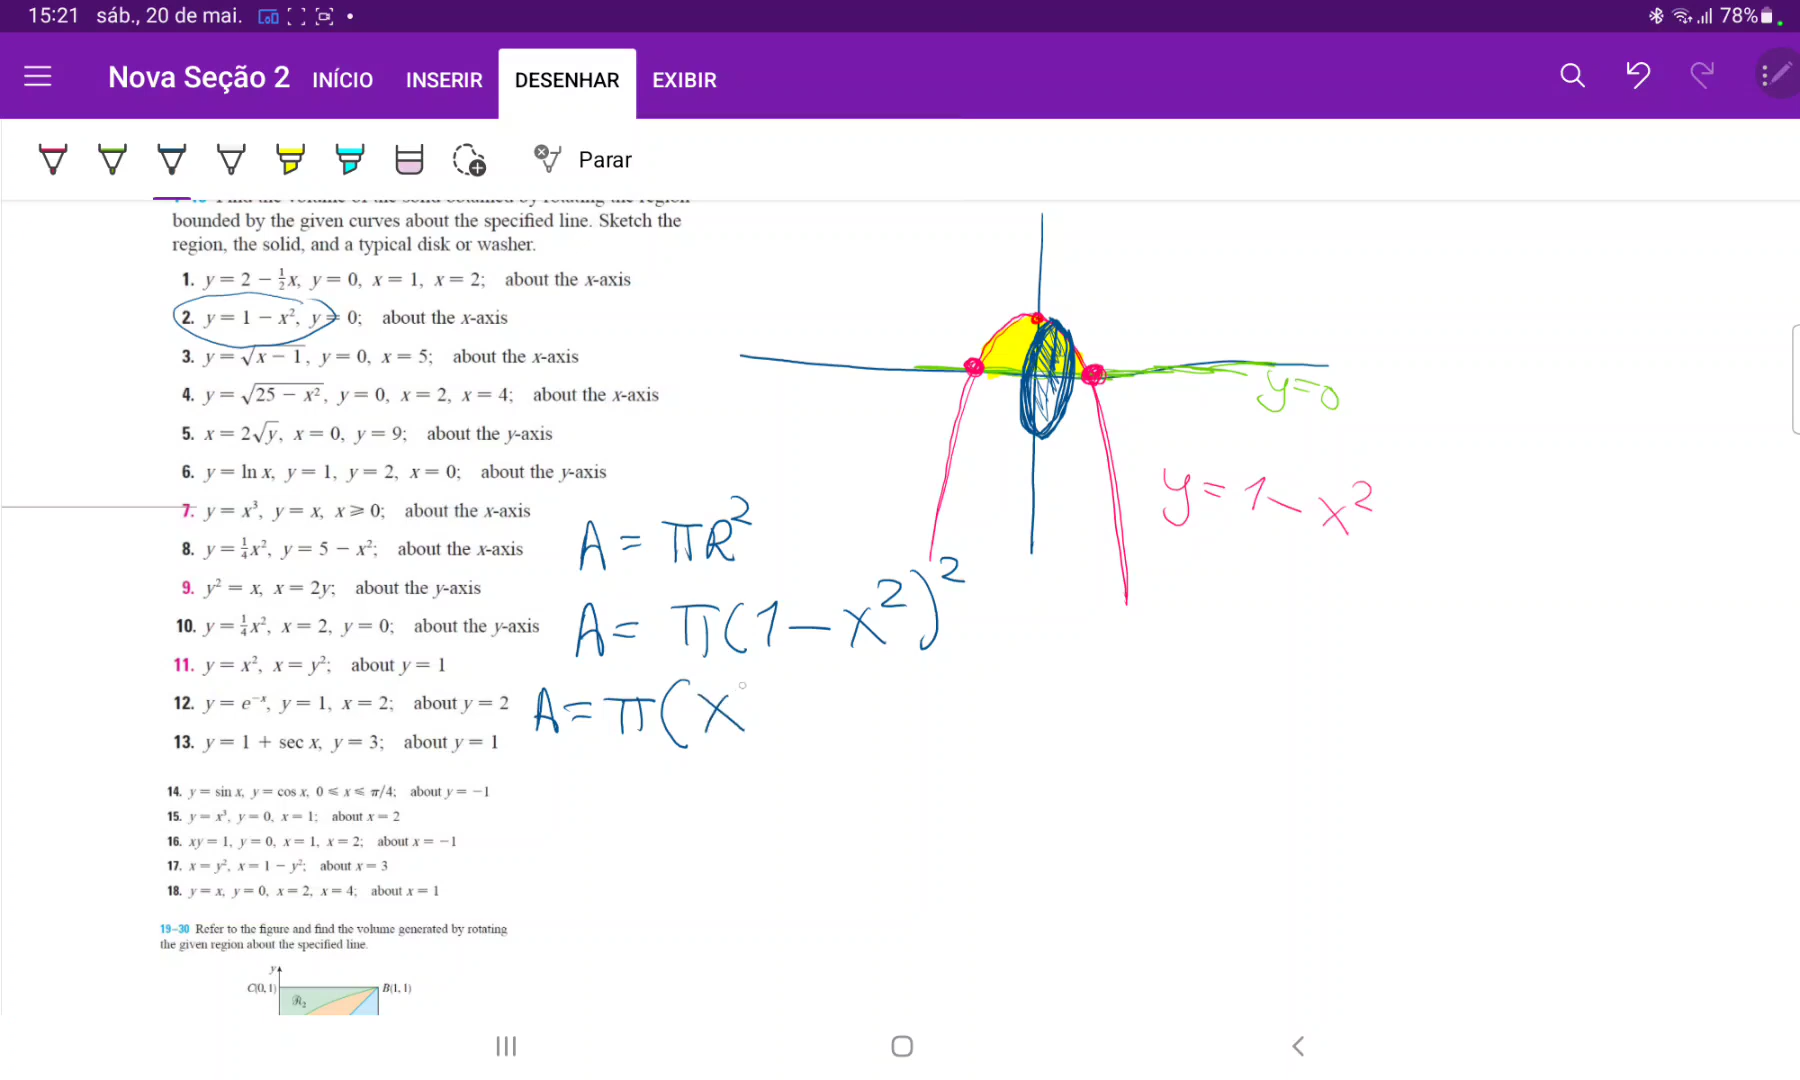 15:21 sáb., 20 de mai. 78%
Nova Seção 2 INÍCIO INSERIR DESENHAR EXIBIR
Parar
bounded by the given curves about the specified line. Sketch the
region, the solid, and a typical disk or washer.
1. y = 2 − ½x, y = 0, x = 1, x = 2; about the x-axis
2. y = 1 − x², y = 0; about the x-axis
3. y = √(x − 1), y = 0, x = 5; about the x-axis
4. y = √(25 − x²), y = 0, x = 2, x = 4; about the x-axis
5. x = 2√y, x = 0, y = 9; about the y-axis
6. y = ln x, y = 1, y = 2, x = 0; about the y-axis
7. y = x³, y = x, x ⩾ 0; about the x-axis
8. y = ¼x², y = 5 − x²; about the x-axis
9. y² = x, x = 2y; about the y-axis
10. y = ¼x², x = 2, y = 0; about the y-axis
11. y = x², x = y²; about y = 1
12. y = e⁻ˣ, y = 1, x = 2; about y = 2
13. y = 1 + sec x, y = 3; about y = 1
14. y = sin x, y = cos x, 0 ⩽ x ⩽ π/4; about y = −1
15. y = x³, y = 0, x = 1; about x = 2
16. xy = 1, y = 0, x = 1, x = 2; about x = −1
17. x = y², x = 1 − y²; about x = 3
18. y = x, y = 0, x = 2, x = 4; about x = 1
19–30 Refer to the figure and find the volume generated by rotating
the given region about the specified line.
y
C(0, 1) B(1, 1)
ℛ₂
y=0
y = 1 - x²
A = πR²
A = π(1 - x²)²
A = π(x